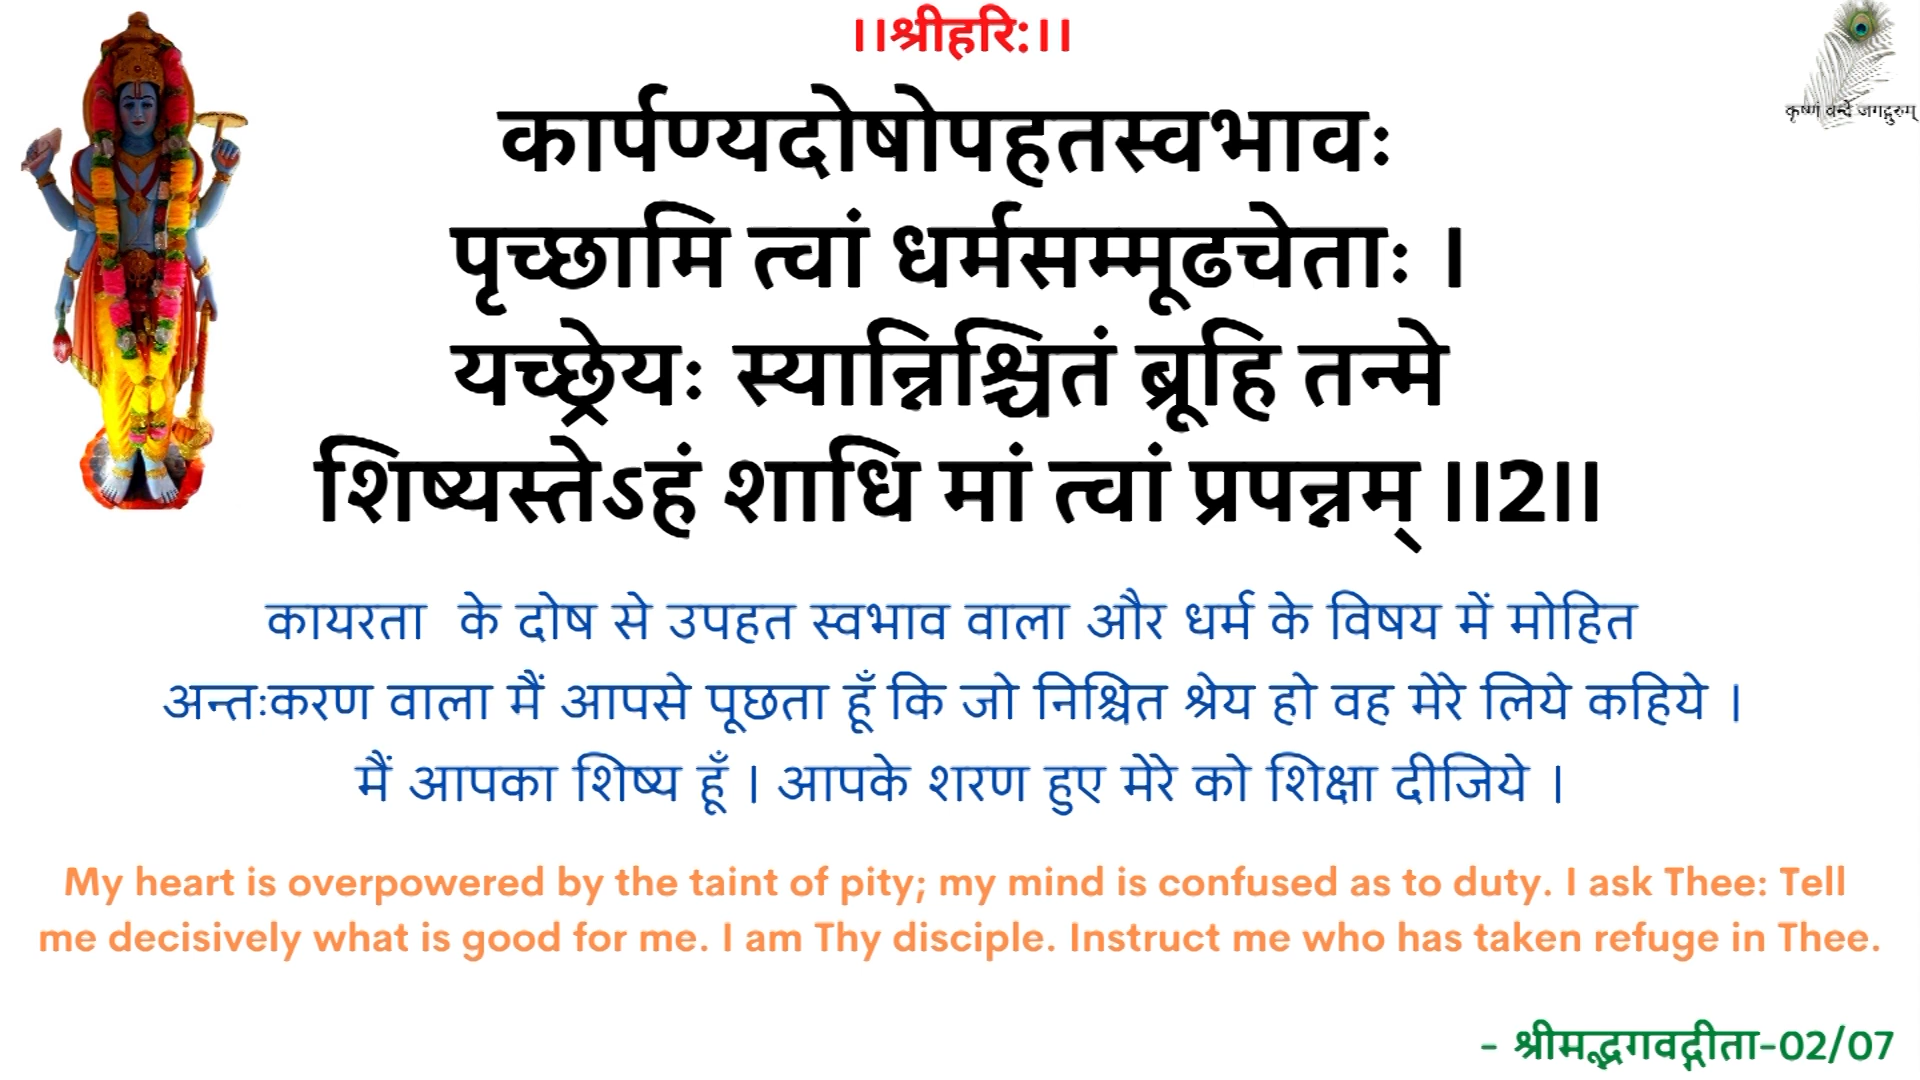 ।।श्रीहरि:।।
कृष्णं वन्दे जगद्गुरुम्
कार्पण्यदोषोपहतस्वभावः
पृच्छामि त्वां धर्मसम्मूढचेताः ।
यच्छ्रेयः स्यान्निश्चितं ब्रूहि तन्मे
शिष्यस्तेऽहं शाधि मां त्वां प्रपन्नम् ।।2।।
कायरता के दोष से उपहत स्वभाव वाला और धर्म के विषय में मोहित
अन्तःकरण वाला मैं आपसे पूछता हूँ कि जो निश्चित श्रेय हो वह मेरे लिये कहिये ।
मैं आपका शिष्य हूँ । आपके शरण हुए मेरे को शिक्षा दीजिये ।
My heart is overpowered by the taint of pity; my mind is confused as to duty. I ask Thee: Tell
me decisively what is good for me. I am Thy disciple. Instruct me who has taken refuge in Thee.
- श्रीमद्भगवद्गीता-02/07